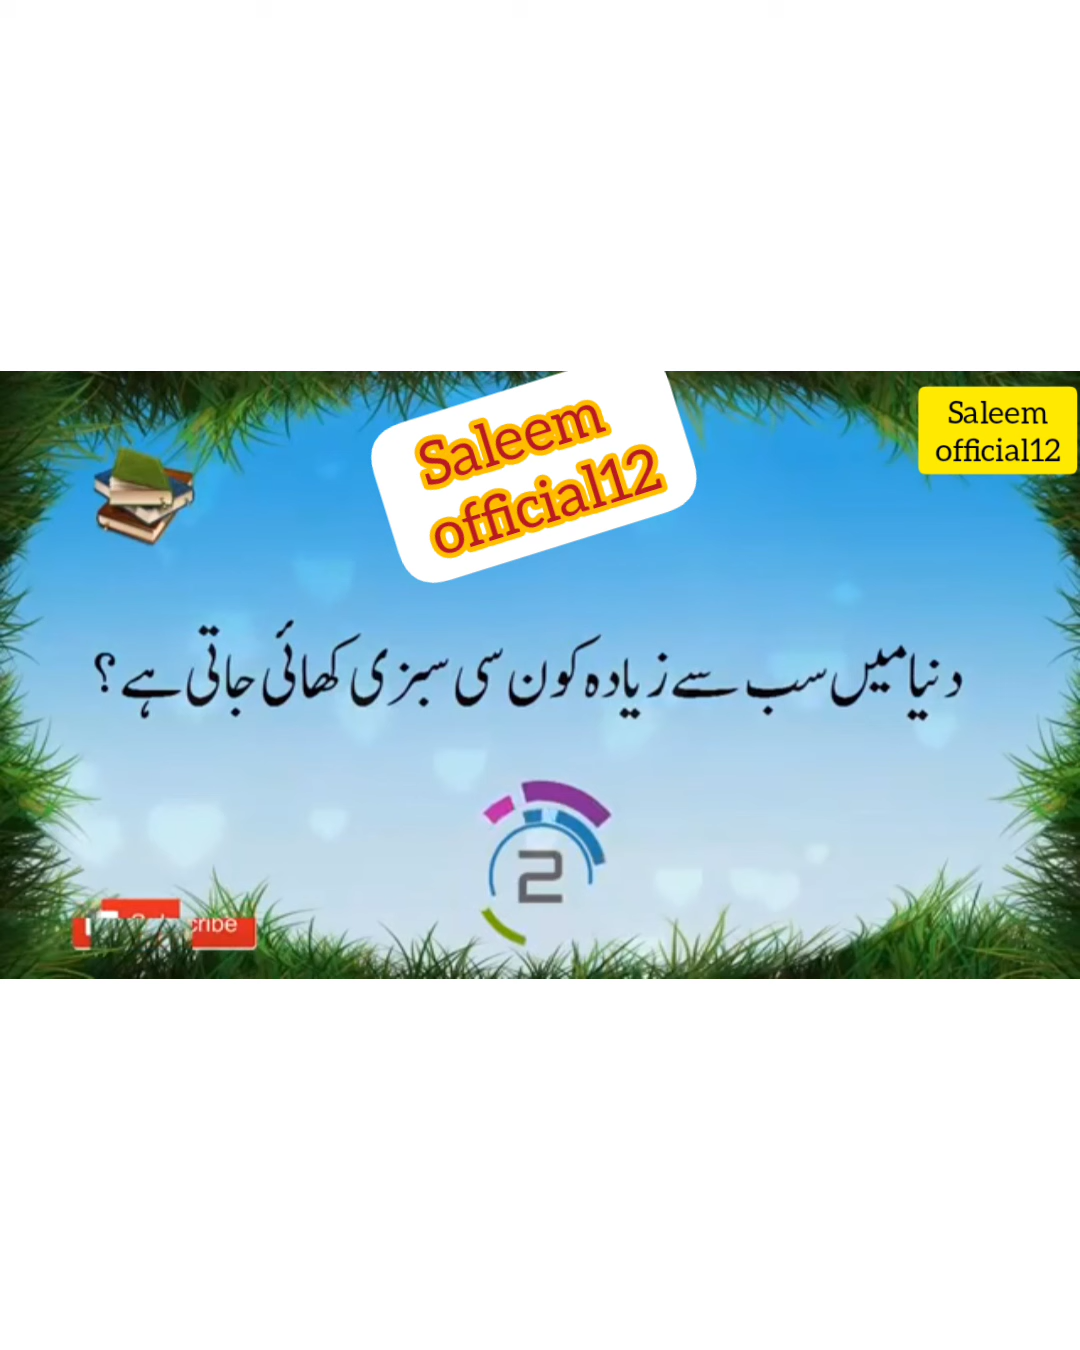 Saleem
official12
Saleem
official12
دنیا میں سب سے زیادہ کون سی سبزی کھائی جاتی ہے؟
2